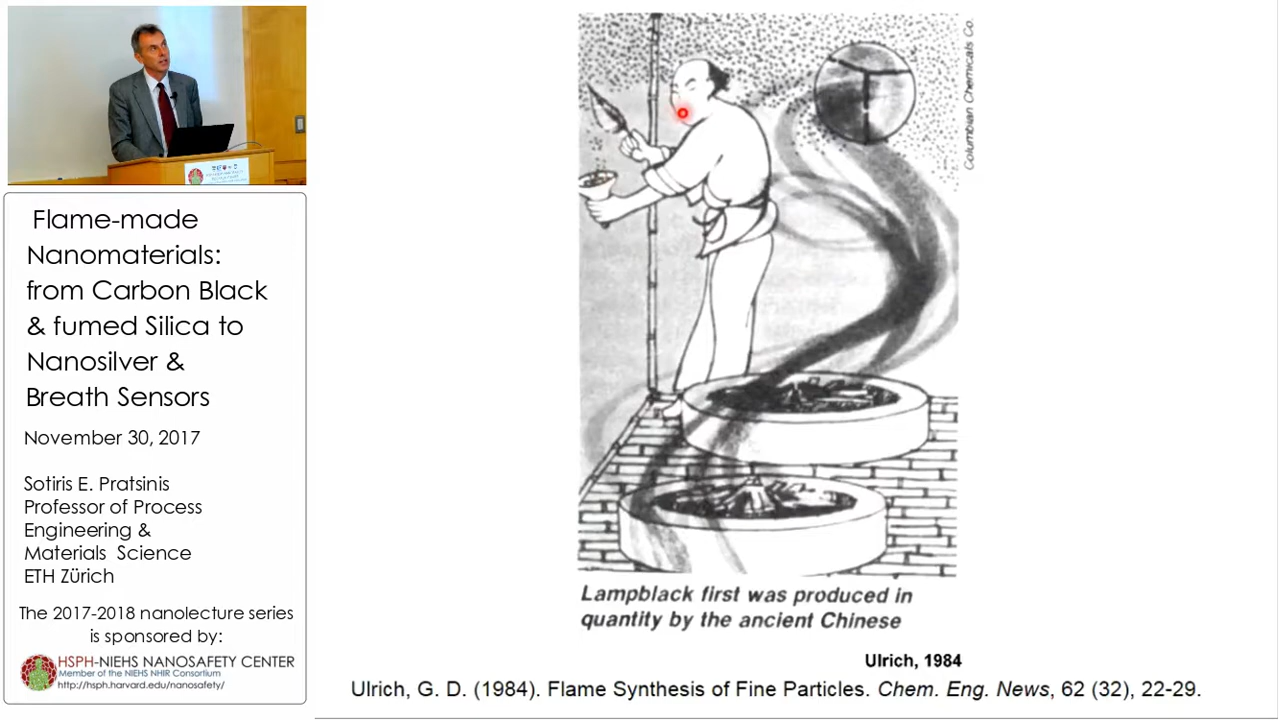 Flame-made
Nanomaterials:
from Carbon Black
& fumed Silica to
Nanosilver &
Breath Sensors
November 30, 2017
Sotiris E. Pratsinis
Professor of Process
Engineering &
Materials Science
ETH Zürich
The 2017-2018 nanolecture series
is sponsored by:
HSPH-NIEHS NANOSAFETY CENTER
Member of the NIEHS NHIR Consortium
http://hsph.harvard.edu/nanosafety/
Columbian Chemicals Co.
Lampblack first was produced in
quantity by the ancient Chinese
Ulrich, 1984
Ulrich, G. D. (1984). Flame Synthesis of Fine Particles. Chem. Eng. News, 62 (32), 22-29.